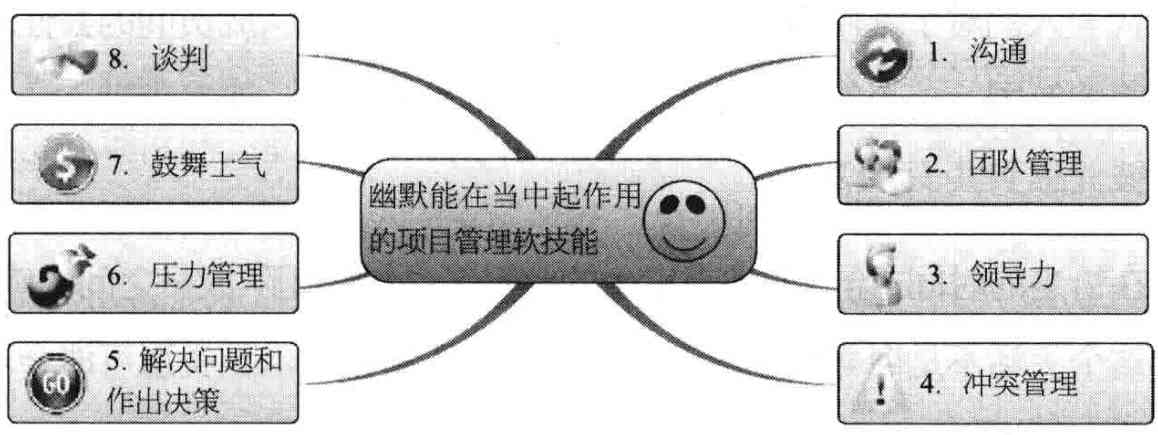 幽默能在当中起作用
的项目管理软技能
1. 沟通
2. 团队管理
3. 领导力
4. 冲突管理
5. 解决问题和
作出决策
GO
6. 压力管理
7. 鼓舞士气
$
8. 谈判
!